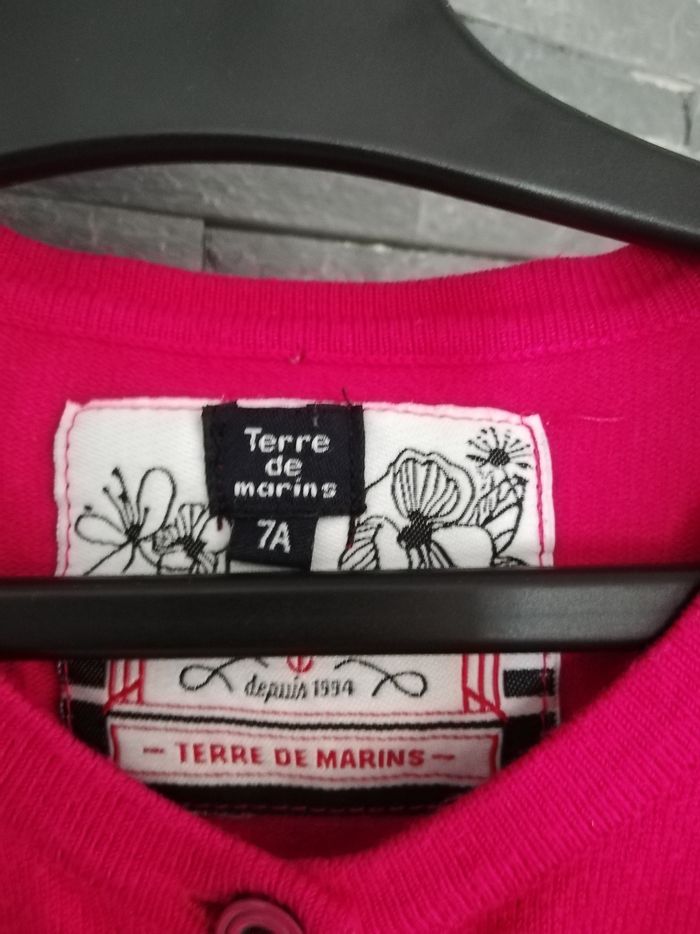 Terre
de
marins
7A
depuis 1994
— TERRE DE MARINS —